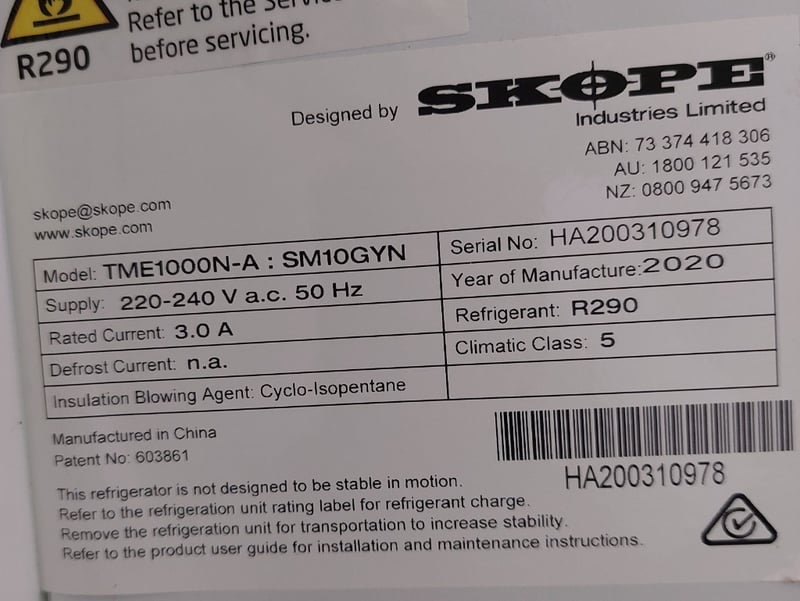 Refer to the Servic
before servicing.
R290
Designed by SKOPE®
Industries Limited
ABN: 73 374 418 306
AU: 1800 121 535
NZ: 0800 947 5673
skope@skope.com
www.skope.com
Model: TME1000N-A : SM10GYN
Serial No: HA200310978
Supply: 220-240 V a.c. 50 Hz
Year of Manufacture:2020
Rated Current: 3.0 A
Refrigerant: R290
Defrost Current: n.a.
Climatic Class: 5
Insulation Blowing Agent: Cyclo-Isopentane
Manufactured in China
Patent No: 603861
HA200310978
This refrigerator is not designed to be stable in motion.
Refer to the refrigeration unit rating label for refrigerant charge.
Remove the refrigeration unit for transportation to increase stability.
Refer to the product user guide for installation and maintenance instructions.